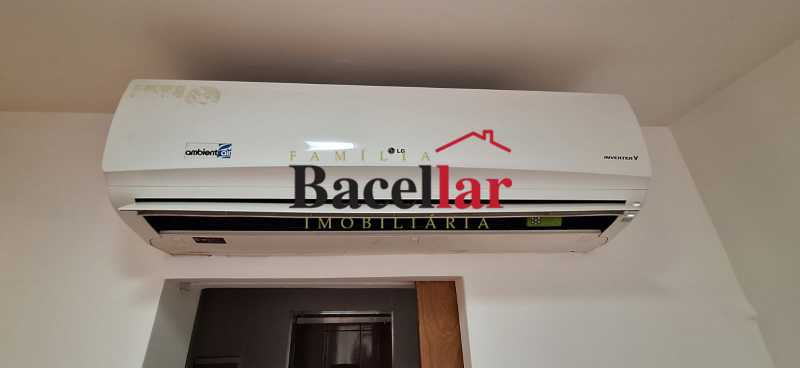 ambient air
LG
INVERTER V
FAMÍLIA
Bacellar
IMOBILIÁRIA